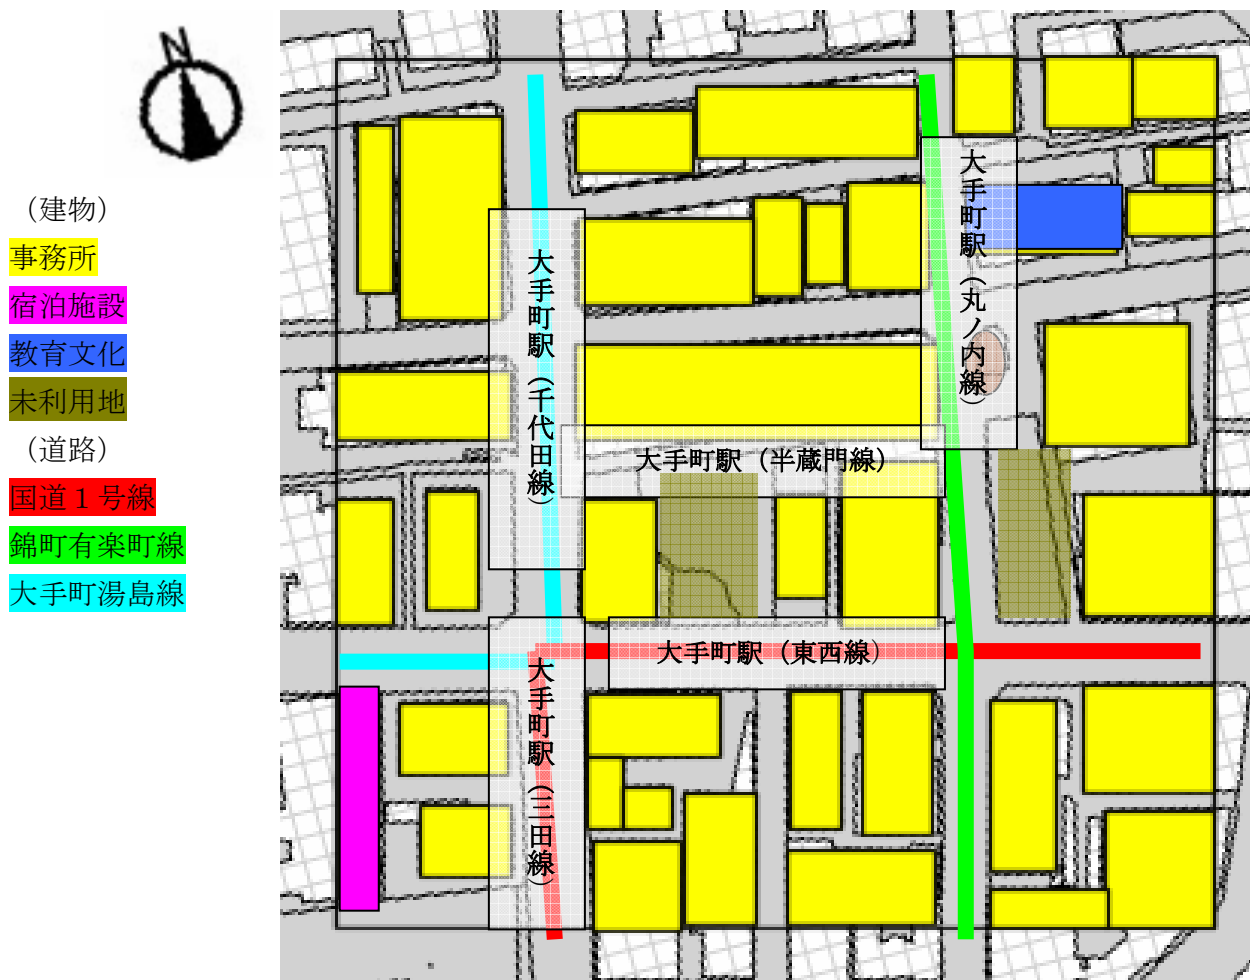 N
（建物）
事務所
宿泊施設
教育文化
未利用地
（道路）
国道１号線
錦町有楽町線
大手町湯島線
大手町駅（千代田線）
大手町駅（丸ノ内線）
大手町駅（半蔵門線）
大手町駅（東西線）
大手町駅（三田線）